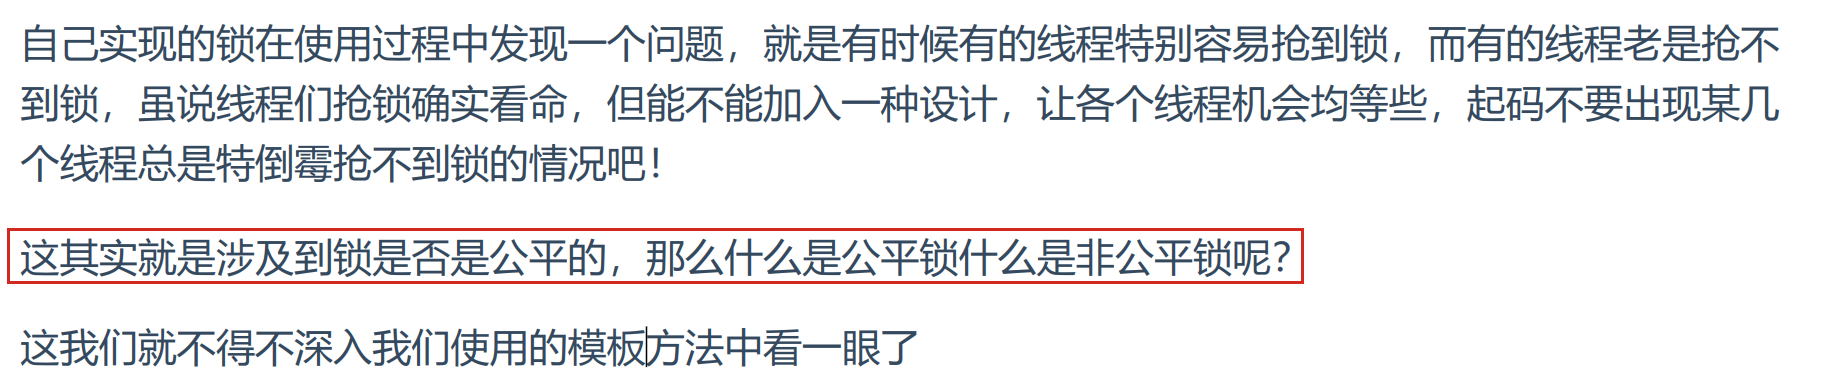 自己实现的锁在使用过程中发现一个问题，就是有时候有的线程特别容易抢到锁，而有的线程老是抢不
到锁，虽说线程们抢锁确实看命，但能不能加入一种设计，让各个线程机会均等些，起码不要出现某几
个线程总是特倒霉抢不到锁的情况吧！
这其实就是涉及到锁是否是公平的，那么什么是公平锁什么是非公平锁呢？
这我们就不得不深入我们使用的模板方法中看一眼了